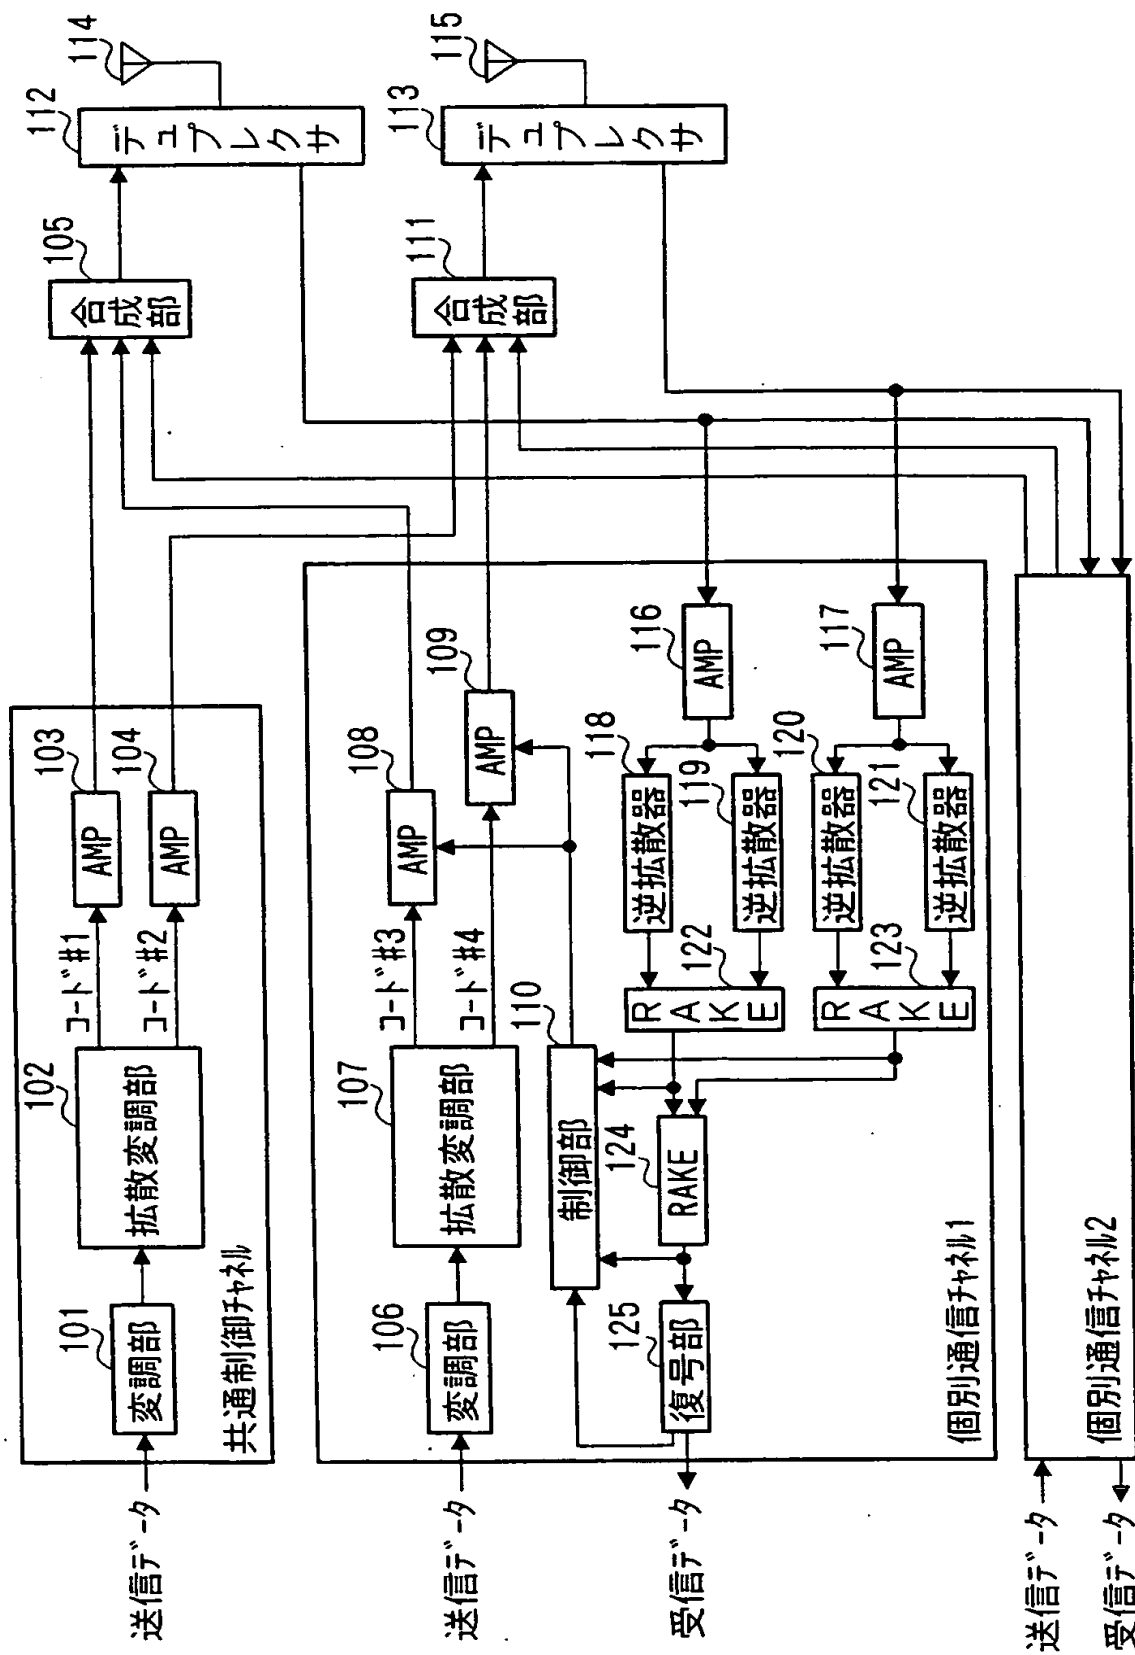 送信データ
101
変調部
102
拡散変調部
コード#1
コード#2
103
AMP
104
AMP
共通制御チャネル
105
合成部
112
デュプレクサ
114
送信データ
106
変調部
107
拡散変調部
コード#3
コード#4
108
AMP
109
AMP
111
合成部
113
デュプレクサ
115
110
制御部
116
AMP
117
AMP
118
逆拡散器
119
逆拡散器
120
逆拡散器
121
逆拡散器
122
RAKE
123
RAKE
124
RAKE
125
復号部
受信データ
個別通信チャネル1
送信データ
受信データ
個別通信チャネル2